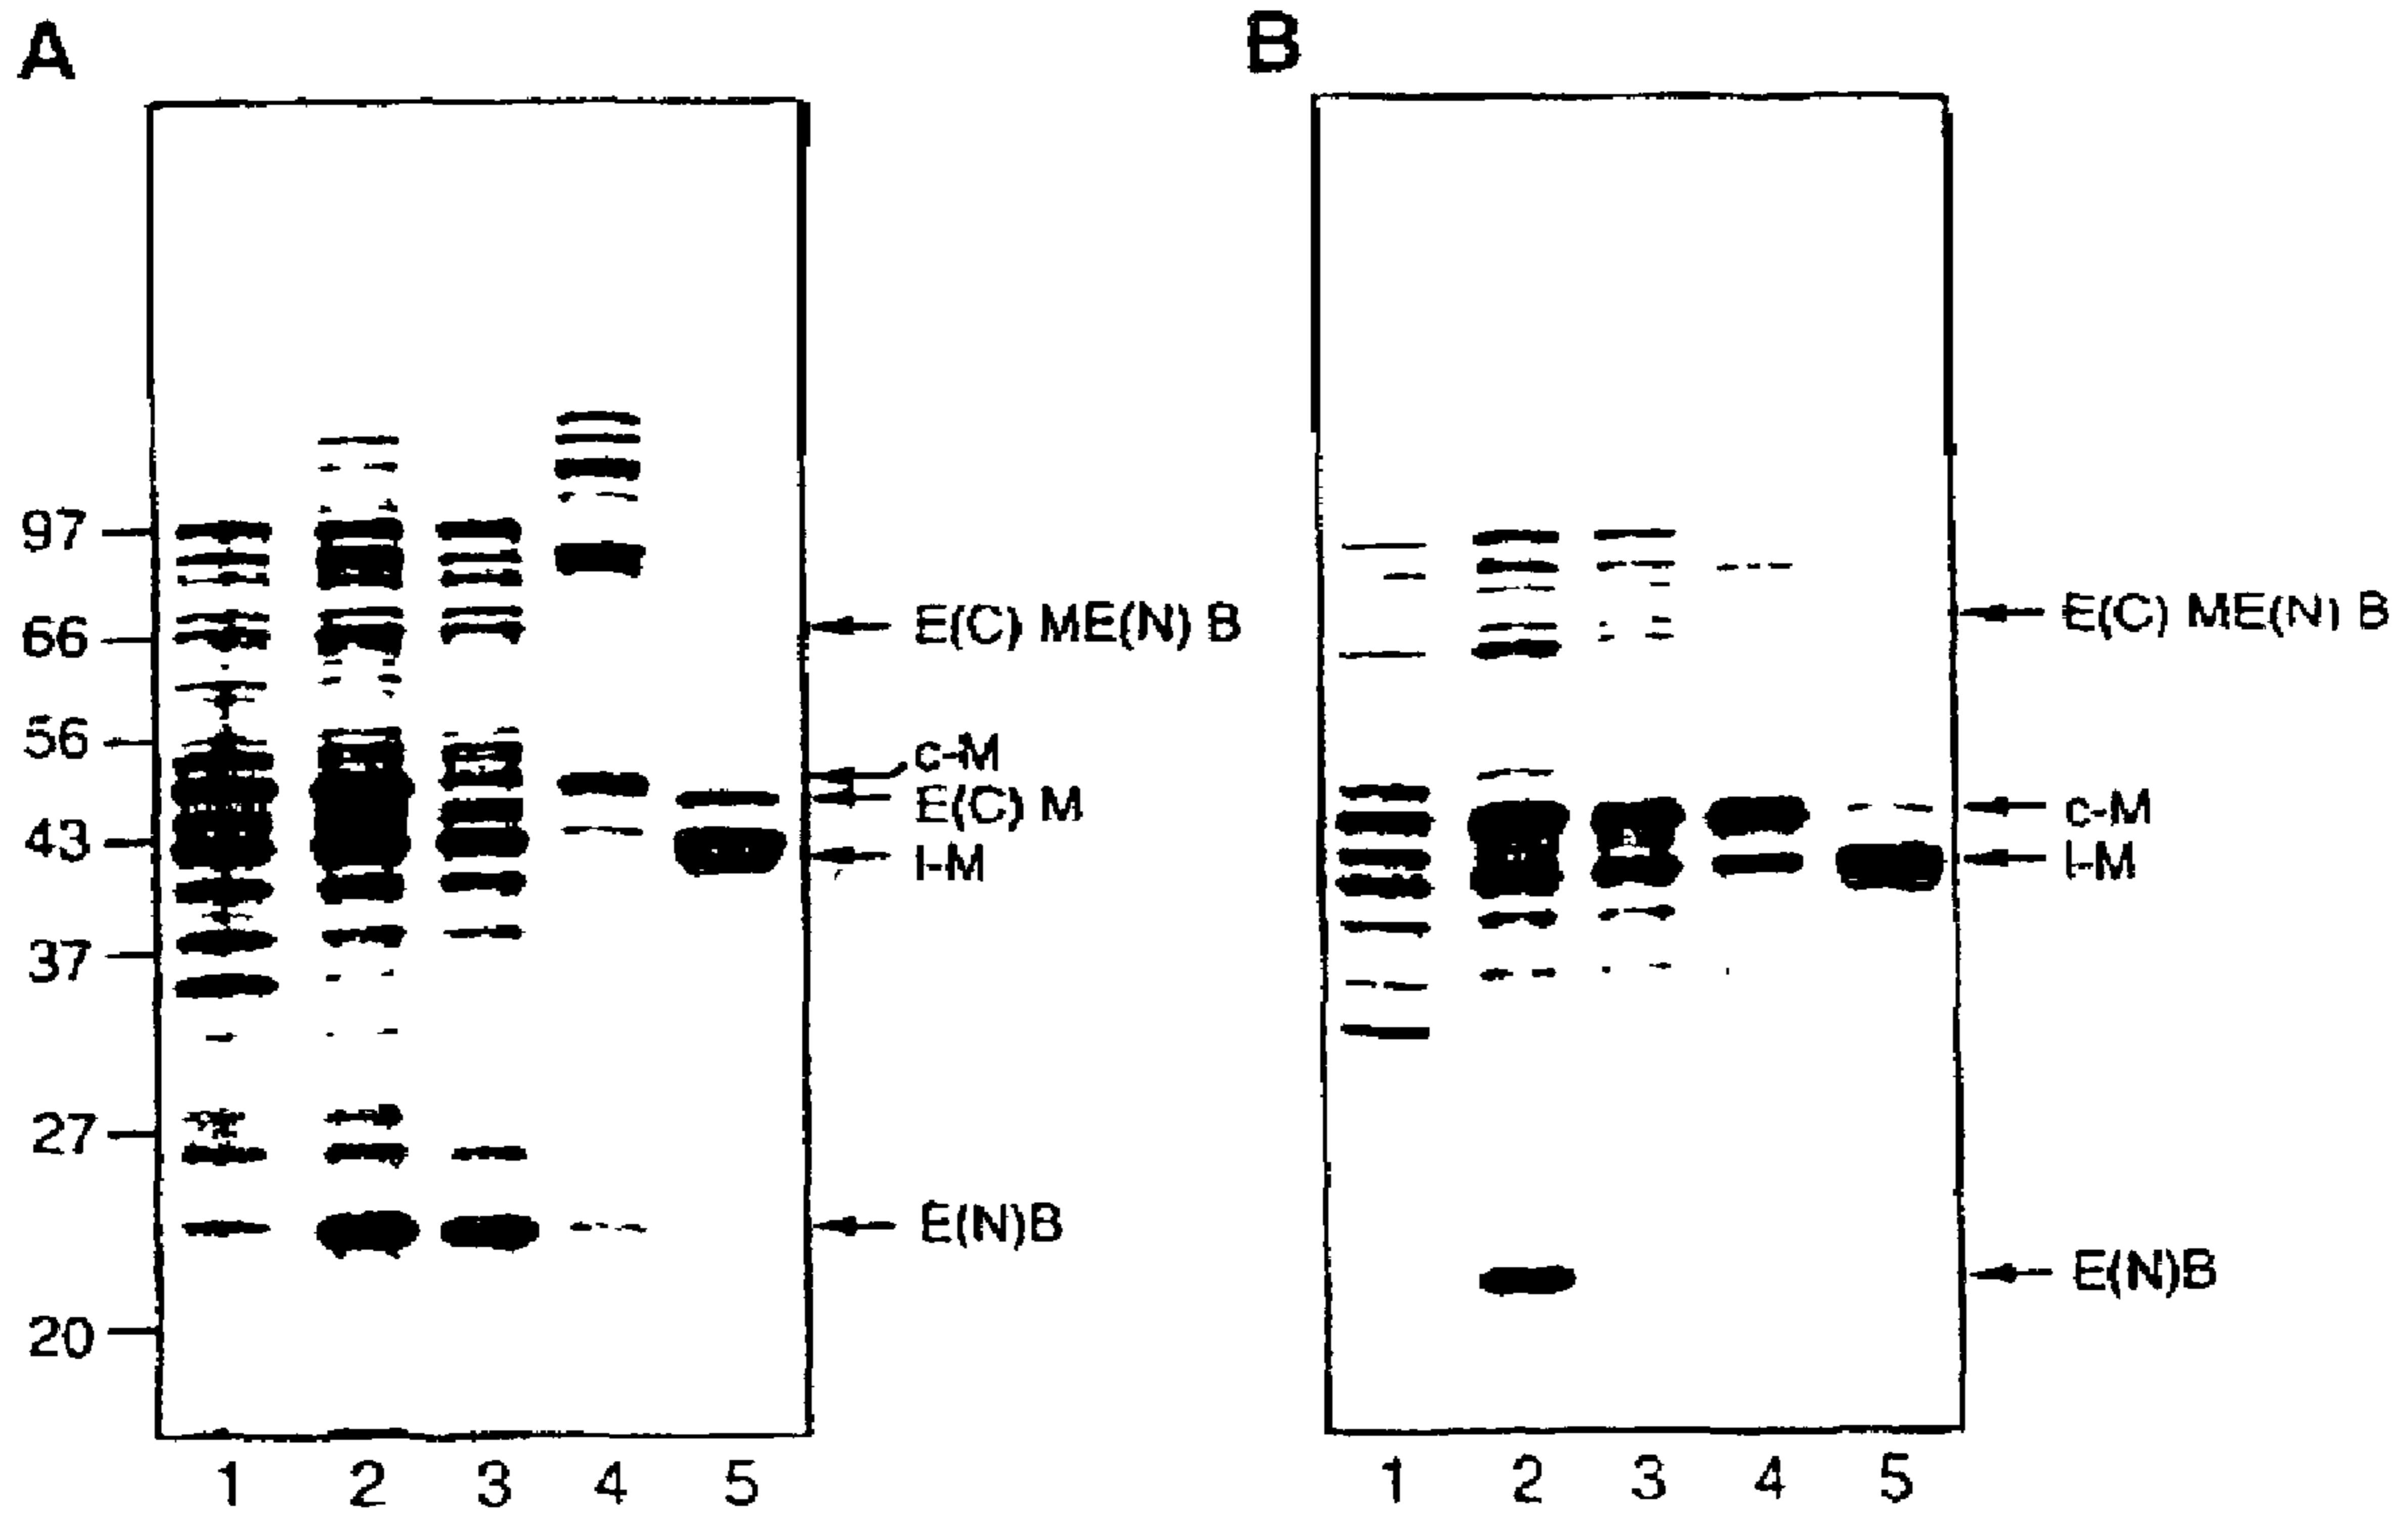 A
97
66
56
43
37
27
20
E(C) ME(N) B
c-M
E(C) M
l-M
E(N)B
1 2 3 4 5
B
E(C) ME(N) B
c-M
l-M
E(N)B
1 2 3 4 5